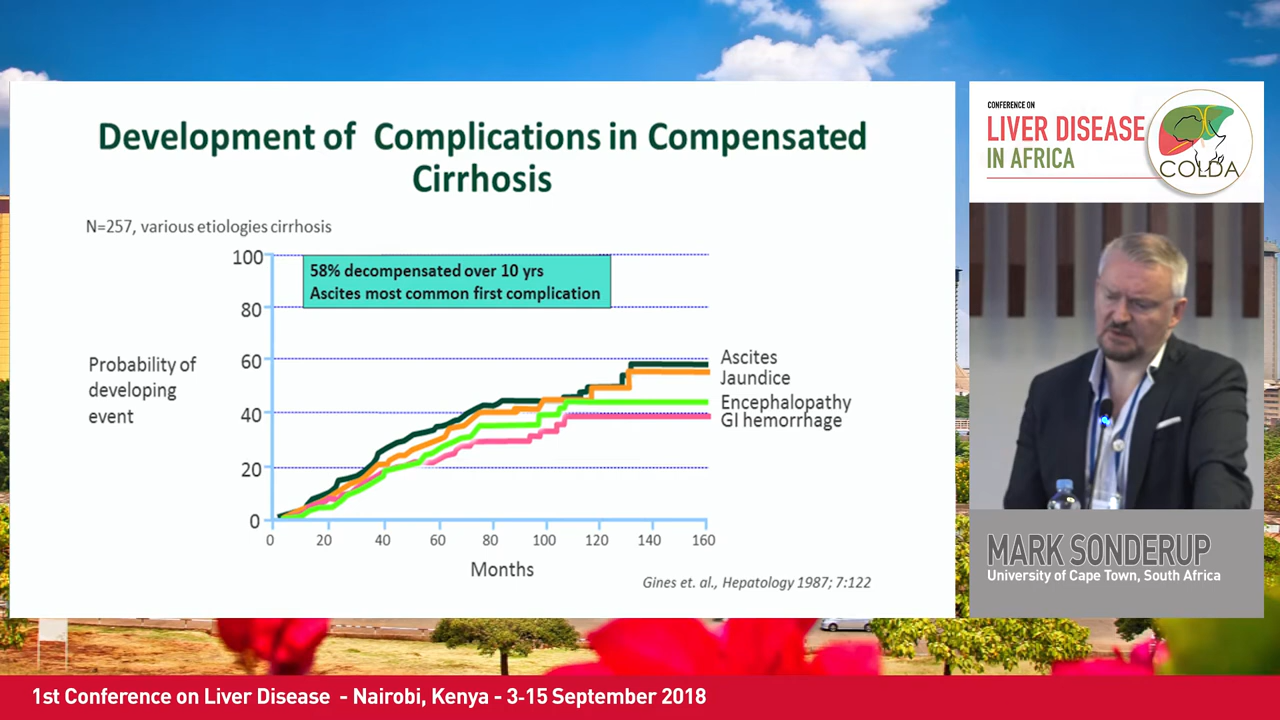 Development of  Complications in Compensated
Cirrhosis
N=257, various etiologies cirrhosis
58% decompensated over 10 yrs
Ascites most common first complication
100
80
60
40
20
0
Probability of
developing
event
0 20 40 60 80 100 120 140 160
Months
Ascites
Jaundice
Encephalopathy
GI hemorrhage
Gines et. al., Hepatology 1987; 7:122
CONFERENCE ON
LIVER DISEASE
IN AFRICA
COLDA
MARK SONDERUP
University of Cape Town, South Africa
1st Conference on Liver Disease - Nairobi, Kenya - 3-15 September 2018